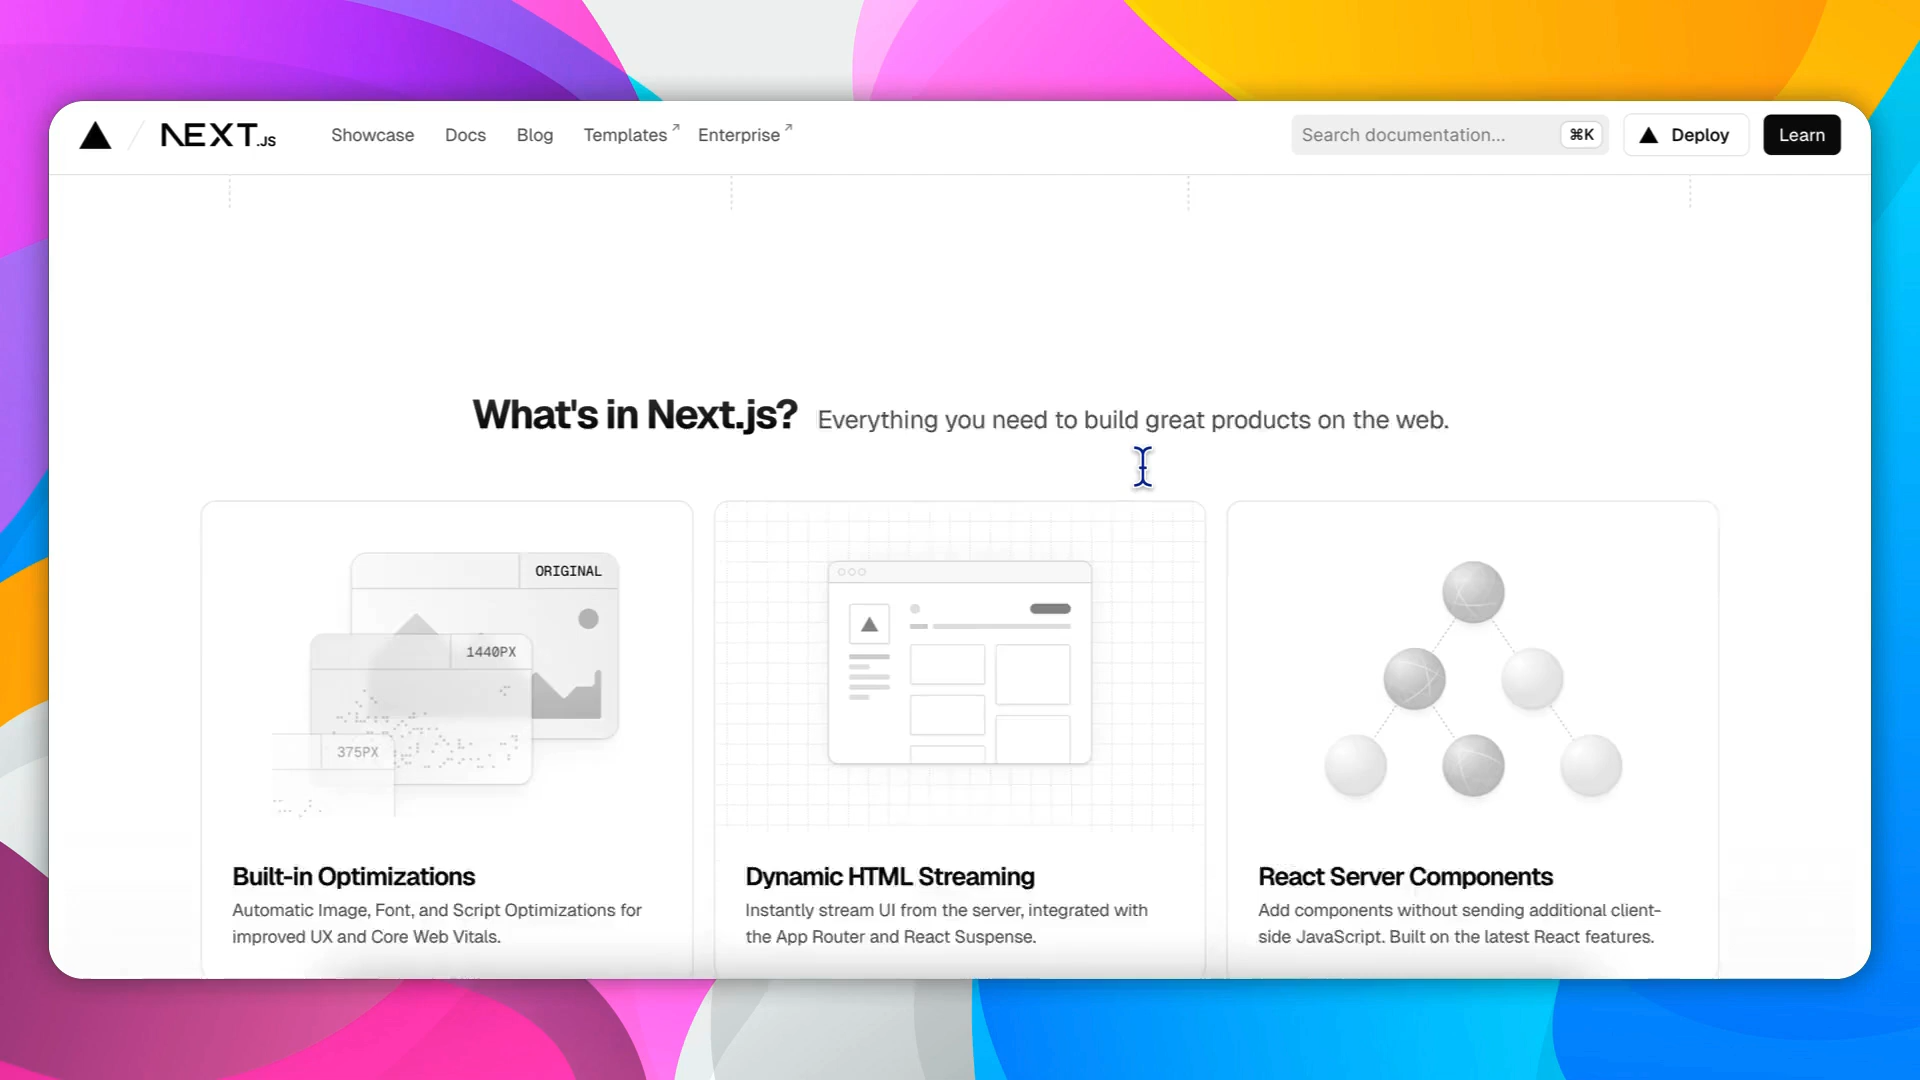 NEXT.JS Showcase Docs Blog Templates Enterprise Search documentation... ⌘K Deploy Learn
What's in Next.js? Everything you need to build great products on the web.
ORIGINAL
1440PX
375PX
Built-in Optimizations
Automatic Image, Font, and Script Optimizations for
improved UX and Core Web Vitals.
Dynamic HTML Streaming
Instantly stream UI from the server, integrated with
the App Router and React Suspense.
React Server Components
Add components without sending additional client-
side JavaScript. Built on the latest React features.